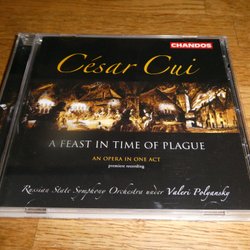 CHANDOS
César Cui
A FEAST IN TIME OF PLAGUE
AN OPERA IN ONE ACT
premiere recording
Russian State Symphony Orchestra under Valeri Polyansky